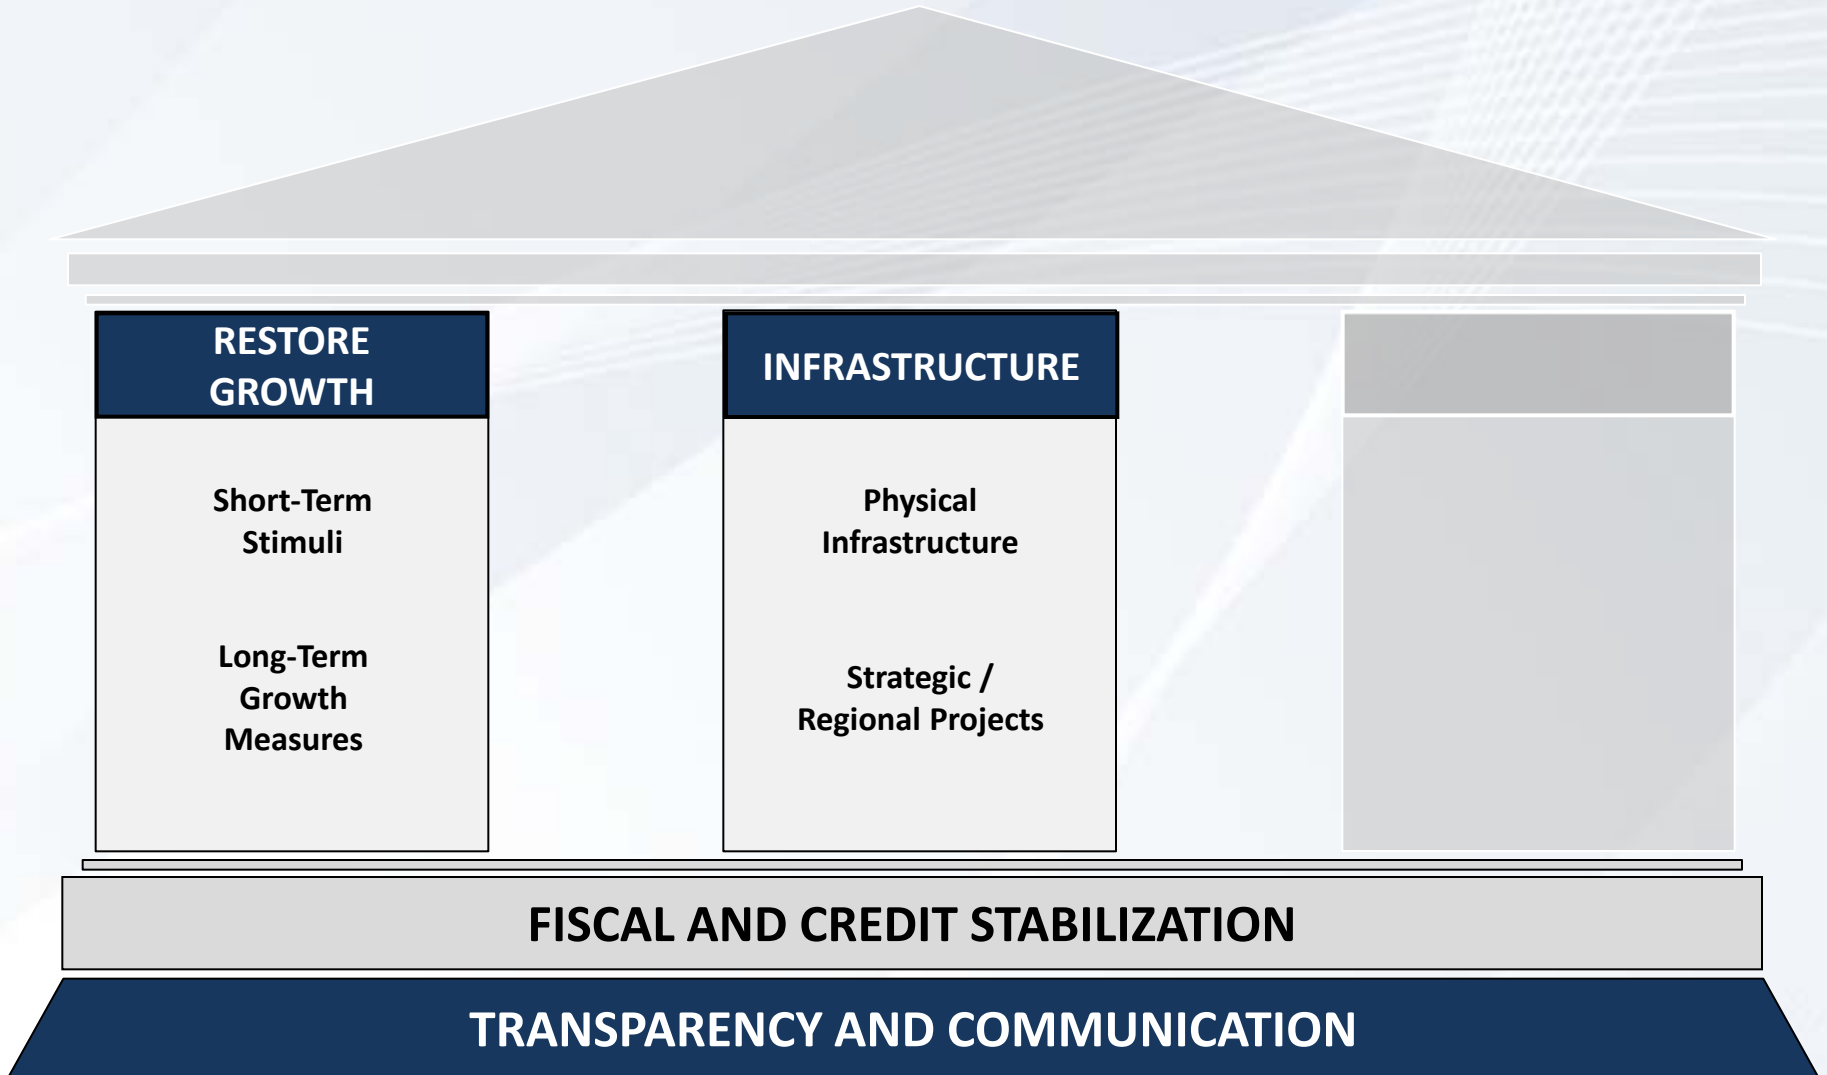 RESTORE
GROWTH
Short-Term
Stimuli
Long-Term
Growth
Measures
INFRASTRUCTURE
Physical
Infrastructure
Strategic /
Regional Projects
FISCAL AND CREDIT STABILIZATION
TRANSPARENCY AND COMMUNICATION